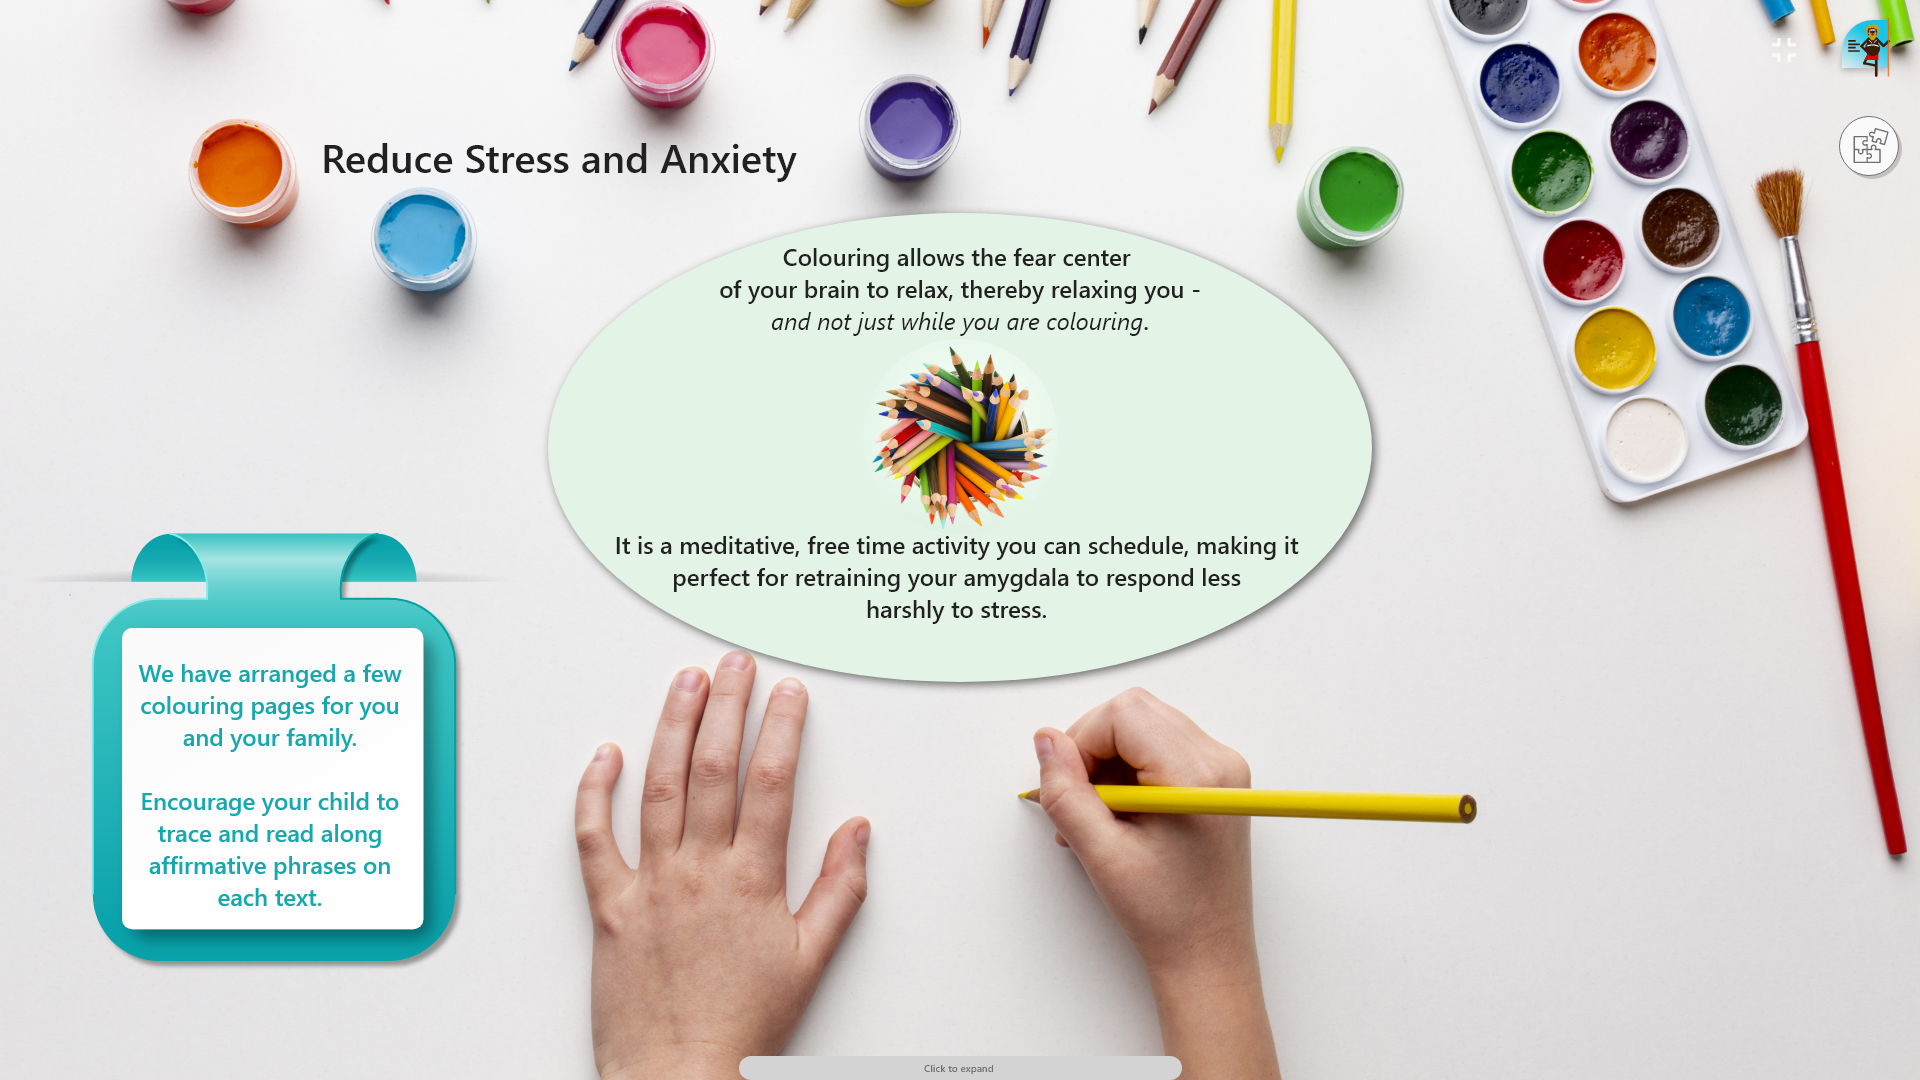 Reduce Stress and Anxiety
Colouring allows the fear center
of your brain to relax, thereby relaxing you -
and not just while you are colouring.
It is a meditative, free time activity you can schedule, making it
perfect for retraining your amygdala to respond less
harshly to stress.
We have arranged a few
colouring pages for you
and your family.
Encourage your child to
trace and read along
affirmative phrases on
each text.
Click to expand